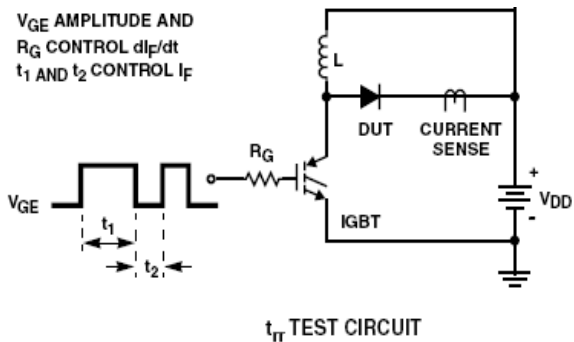 VGE AMPLITUDE AND
RG CONTROL dIF/dt
t1 AND t2 CONTROL IF
L
DUT
CURRENT
SENSE
RG
+
VDD
-
VGE
t1
t2
IGBT
trr TEST CIRCUIT